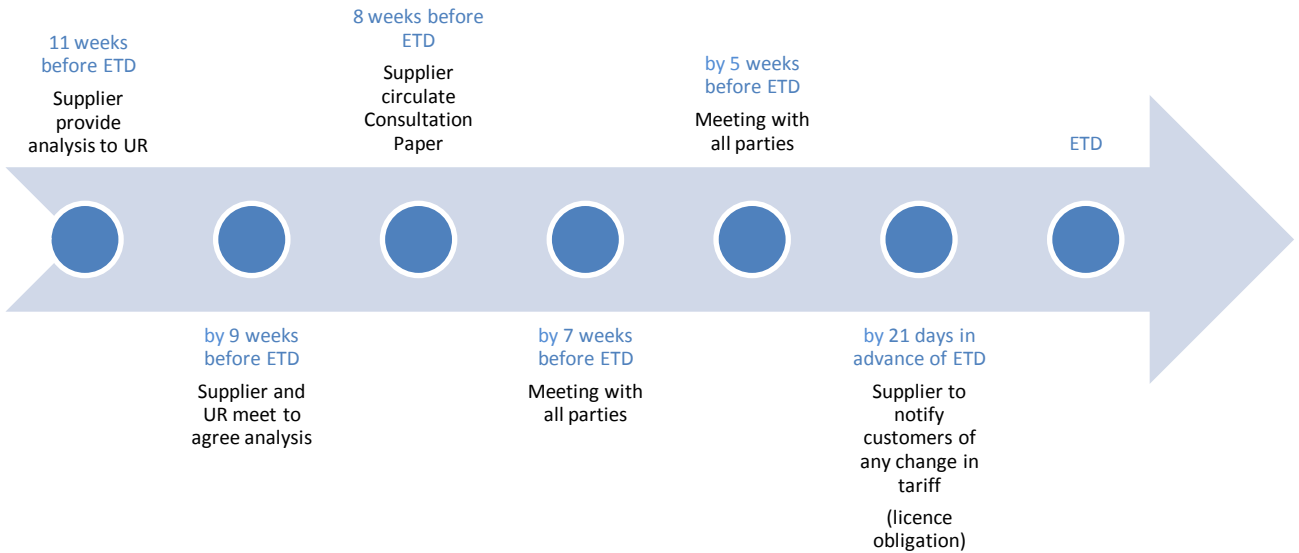 11 weeks
before ETD
Supplier
provide
analysis to UR
by 9 weeks
before ETD
Supplier and
UR meet to
agree analysis
8 weeks before
ETD
Supplier
circulate
Consultation
Paper
by 7 weeks
before ETD
Meeting with
all parties
by 5 weeks
before ETD
Meeting with
all parties
by 21 days in
advance of ETD
Supplier to
notify
customers of
any change in
tariff
(licence
obligation)
ETD